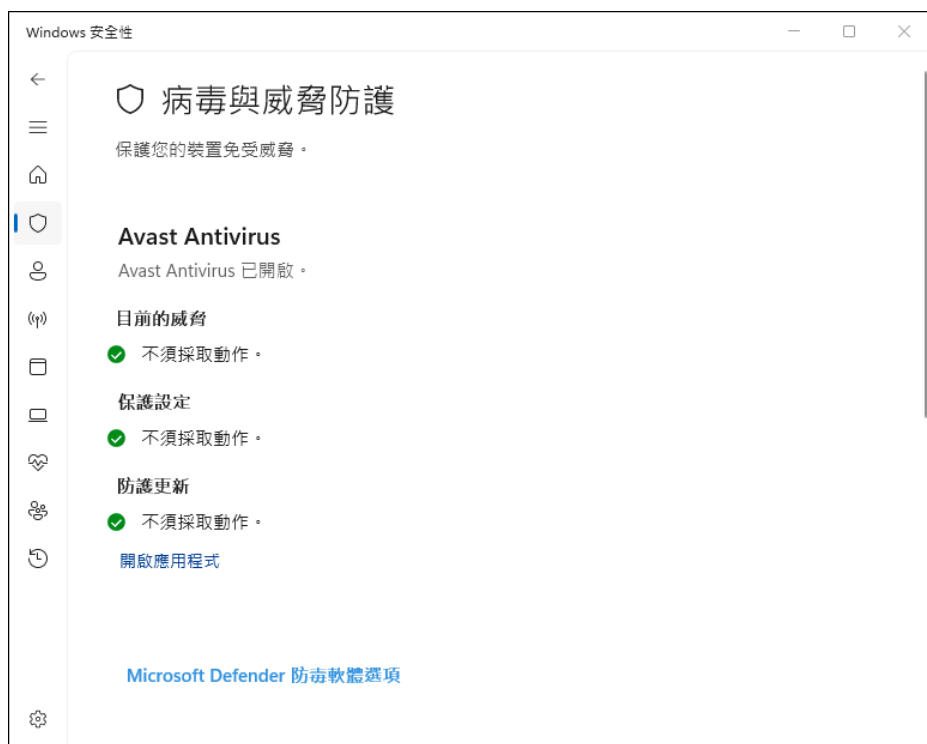 Windows 安全性
病毒與威脅防護
保護您的裝置免受威脅。
Avast Antivirus
Avast Antivirus 已開啟。
目前的威脅
不須採取動作。
保護設定
不須採取動作。
防護更新
不須採取動作。
開啟應用程式
Microsoft Defender 防毒軟體選項